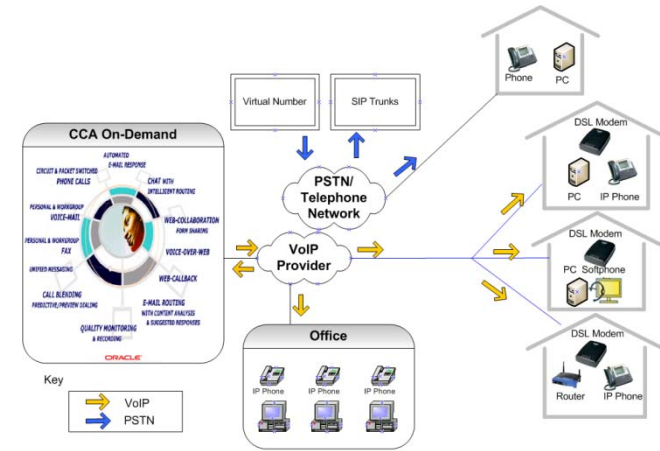 Phone
PC
Virtual Number
SIP Trunks
DSL Modem
PC
IP Phone
CCA On-Demand
AUTOMATED
E-MAIL RESPONSE
CIRCUIT & PACKET SWITCHED
PHONE CALLS
CHAT WITH
INTELLIGENT ROUTING
PERSONAL & WORKGROUP
VOICE-MAIL
WEB-COLLABORATION
FORM SHARING
PERSONAL & WORKGROUP
FAX
VOICE-OVER-WEB
UNIFIED MESSAGING
WEB-CALLBACK
CALL BLENDING
PREDICTIVE/PREVIEW DIALING
E-MAIL ROUTING
WITH CONTENT ANALYSIS
& SUGGESTED RESPONSES
QUALITY MONITORING
& RECORDING
ORACLE
PSTN/
Telephone
Network
VoIP
Provider
DSL Modem
PC Softphone
Office
IP Phone IP Phone IP Phone
DSL Modem
Router
IP Phone
Key
VoIP
PSTN